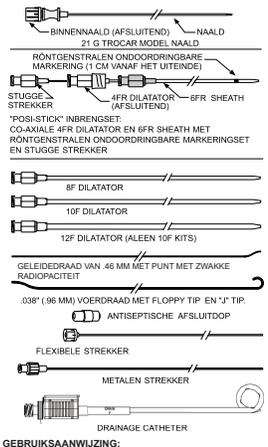 BINNENNAALD (AFSLUITEND)
NAALD
21 G TROCAR MODEL NAALD
RÖNTGENSTRALEN ONDOORDRINGBARE
MARKERING (1 CM VANAF HET UITEINDE)
STUGGE
STREKKER
4FR DILATATOR
(AFSLUITEND)
6FR SHEATH
"POSI-STICK" INBRENGSET:
CO-AXIALE 4FR DILATATOR EN 6FR SHEATH MET
RÖNTGENSTRALEN ONDOORDRINGBARE MARKERINGSET
EN STUGGE STREKKER
8F DILATATOR
10F DILATATOR
12F DILATATOR (ALEEN 10F KITS)
GELEIDEDRAAD VAN .46 MM MET PUNT MET ZWAKKE
RADIOPACITEIT
.038" (.96 MM) VOERDRAAD MET FLOPPY TIP EN "J" TIP.
ANTISEPTISCHE AFSLUITDOP
FLEXIBELE STREKKER
METALEN STREKKER
DRAINAGE CATHETER
GEBRUIKSAANWIJZING: